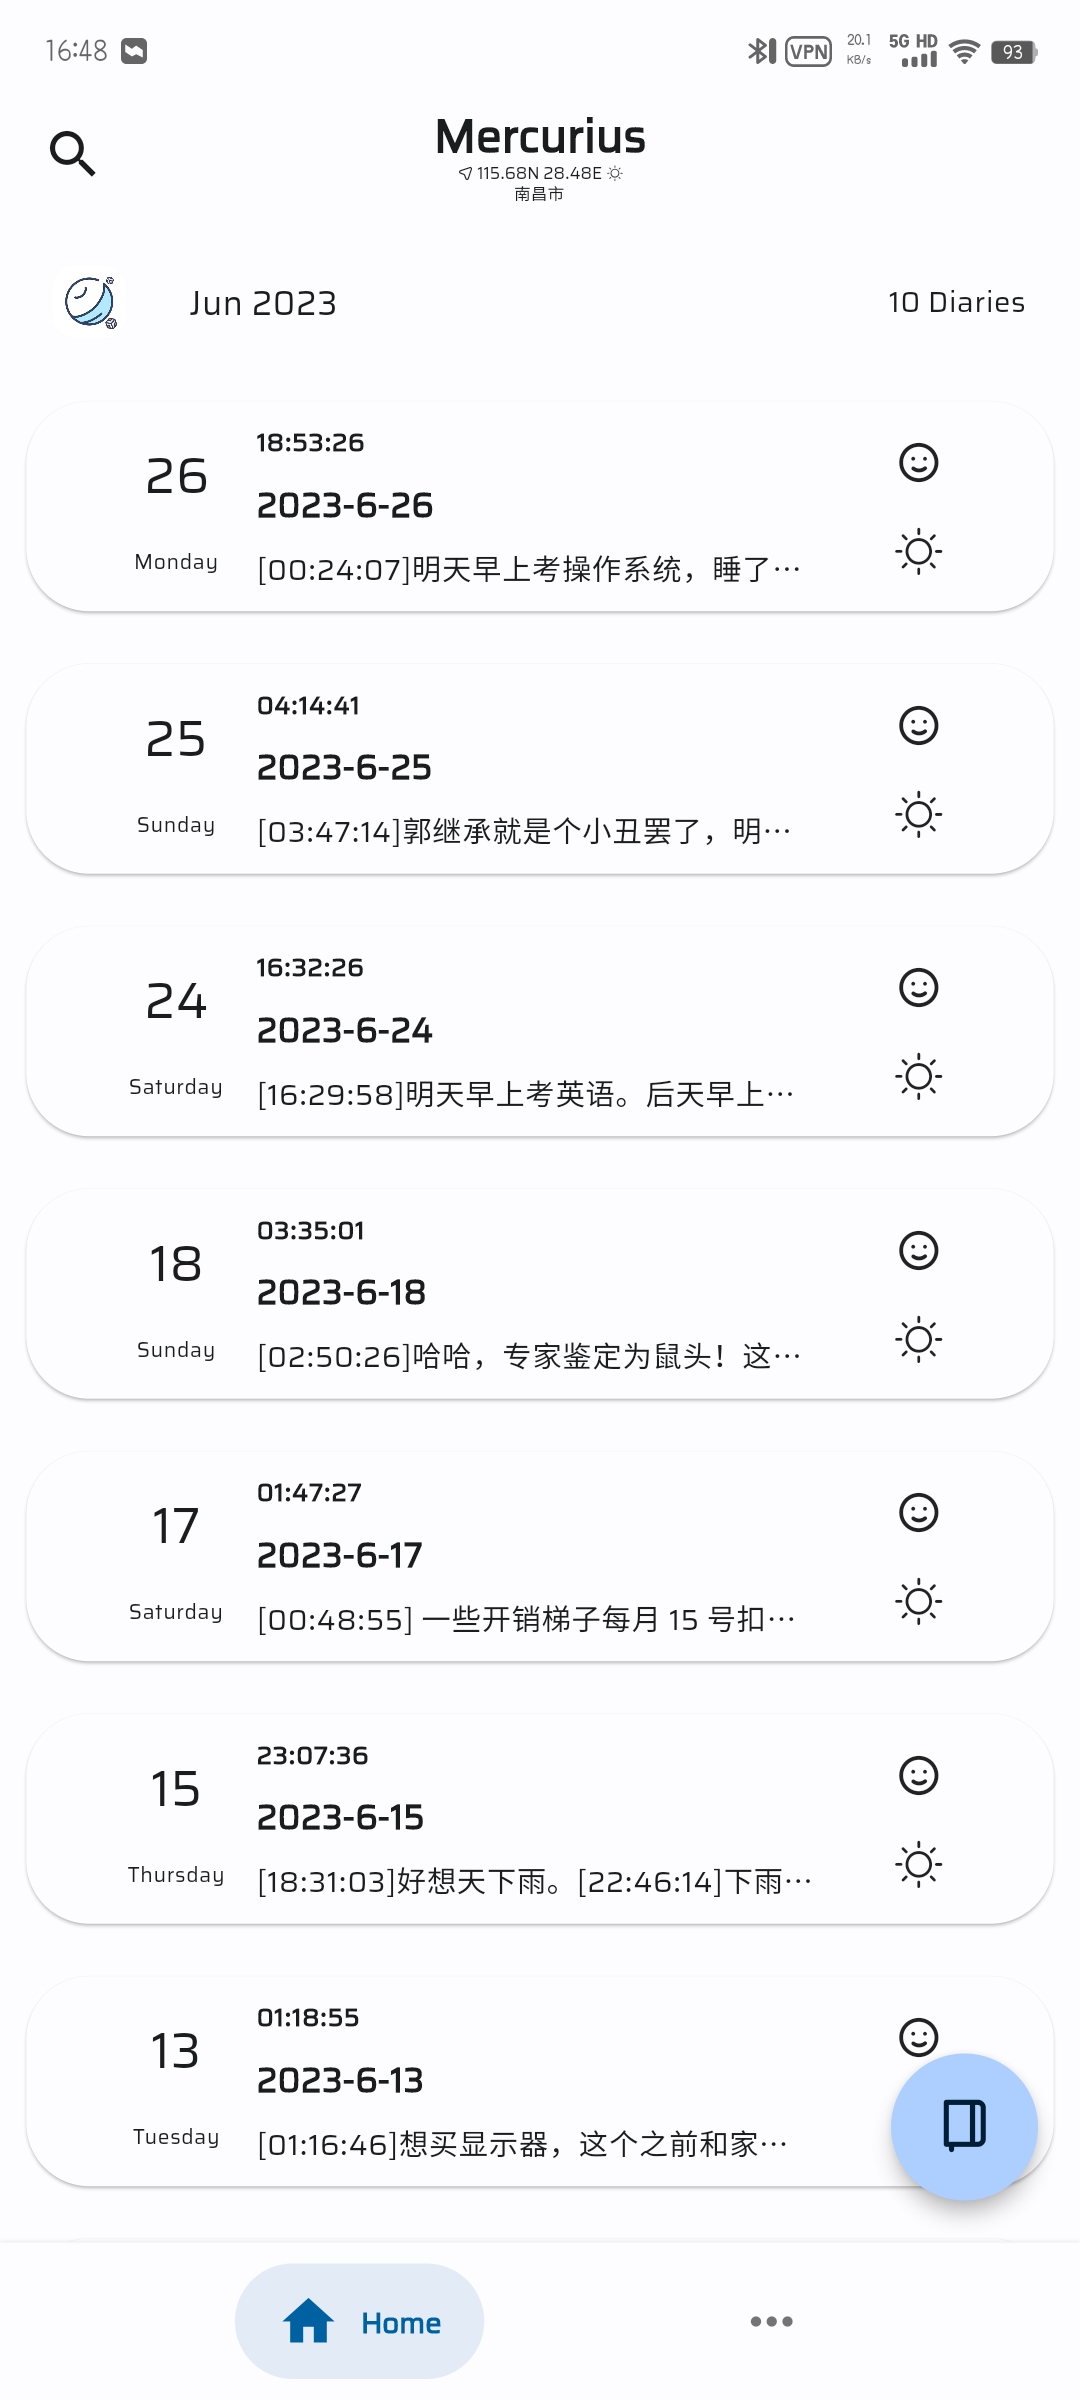 16:48
VPN
20.1
KB/s
5G HD
93
Mercurius
115.68N 28.48E
南昌市
Jun 2023
10 Diaries
18:53:26
26
2023-6-26
Monday
[00:24:07]明天早上考操作系统，睡了…
04:14:41
25
2023-6-25
Sunday
[03:47:14]郭继承就是个小丑罢了，明…
16:32:26
24
2023-6-24
Saturday
[16:29:58]明天早上考英语。后天早上…
03:35:01
18
2023-6-18
Sunday
[02:50:26]哈哈，专家鉴定为鼠头！这…
01:47:27
17
2023-6-17
Saturday
[00:48:55] 一些开销梯子每月 15 号扣…
23:07:36
15
2023-6-15
Thursday
[18:31:03]好想天下雨。[22:46:14]下雨…
01:18:55
13
2023-6-13
Tuesday
[01:16:46]想买显示器，这个之前和家…
Home